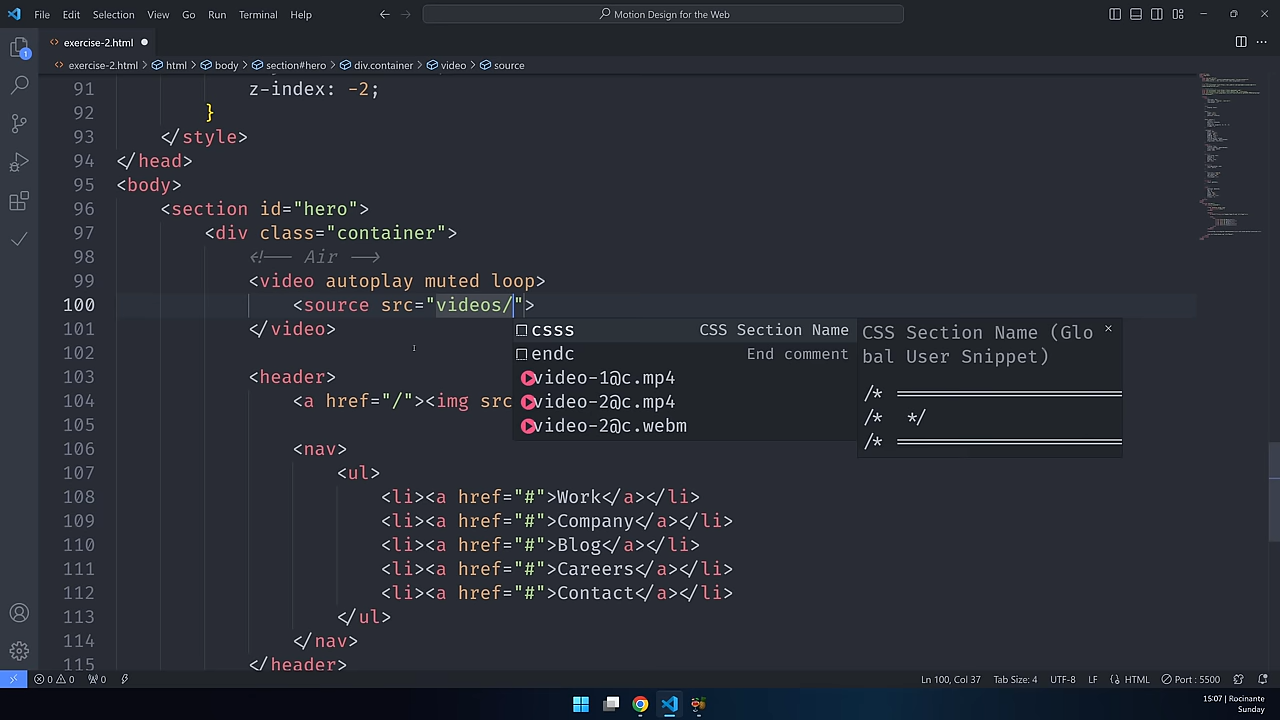 File Edit Selection View Go Run Terminal Help
Motion Design for the Web
exercise-2.html
exercise-2.html > html > body > section#hero > div.container > video > source
91 z-index: -2;
92 }
93 </style>
94 </head>
95 <body>
96 <section id="hero">
97 <div class="container">
98 <!-- Air -->
99 <video autoplay muted loop>
100 <source src="videos/">
101 </video>
102
103 <header>
104 <a href="/"><img src
105
106 <nav>
107 <ul>
108 <li><a href="#">Work</a></li>
109 <li><a href="#">Company</a></li>
110 <li><a href="#">Blog</a></li>
111 <li><a href="#">Careers</a></li>
112 <li><a href="#">Contact</a></li>
113 </ul>
114 </nav>
115 </header>
csss CSS Section Name
endc End comment
video-1@c.mp4
video-2@c.mp4
video-2@c.webm
CSS Section Name (Glo
bal User Snippet)
/* ==================
/* */
/* ==================
1
0 0 0 Ln 100, Col 37 Tab Size: 4 UTF-8 LF HTML Port : 5500
15:07 | Rocinante
Sunday